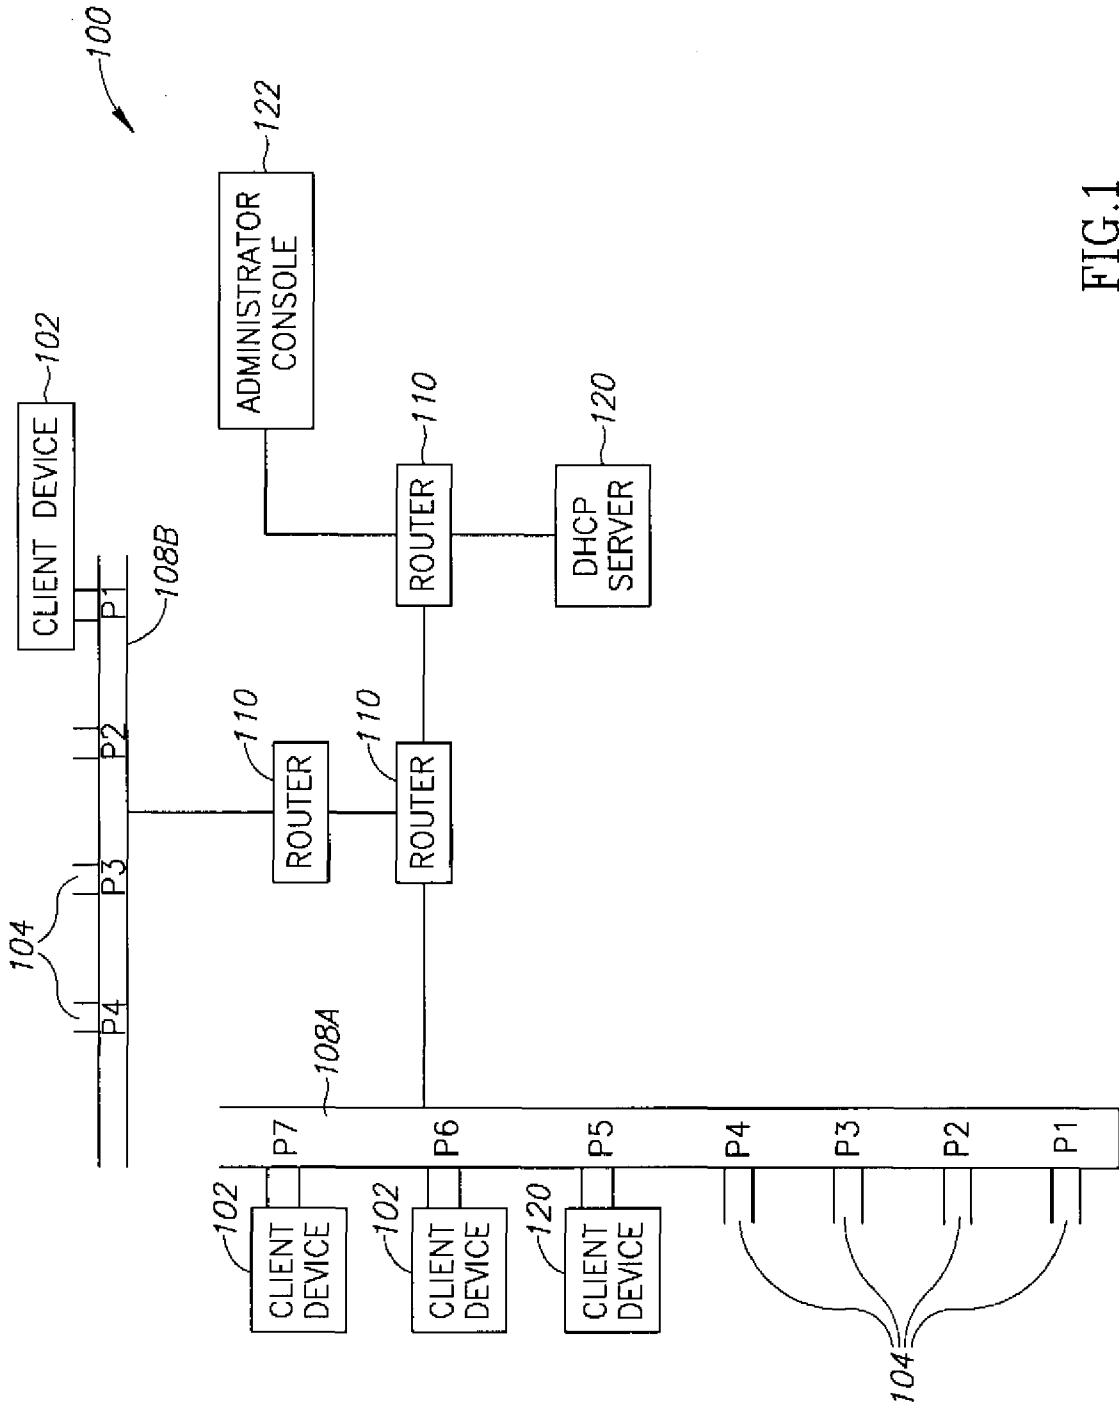 100
CLIENT DEVICE
102
P4
P3
P2
P1
104
108B
ADMINISTRATOR
CONSOLE
122
110
ROUTER
110
ROUTER
110
ROUTER
DHCP
SERVER
120
108A
P7
P6
P5
P4
P3
P2
P1
102
CLIENT
DEVICE
102
CLIENT
DEVICE
120
CLIENT
DEVICE
104
FIG.1